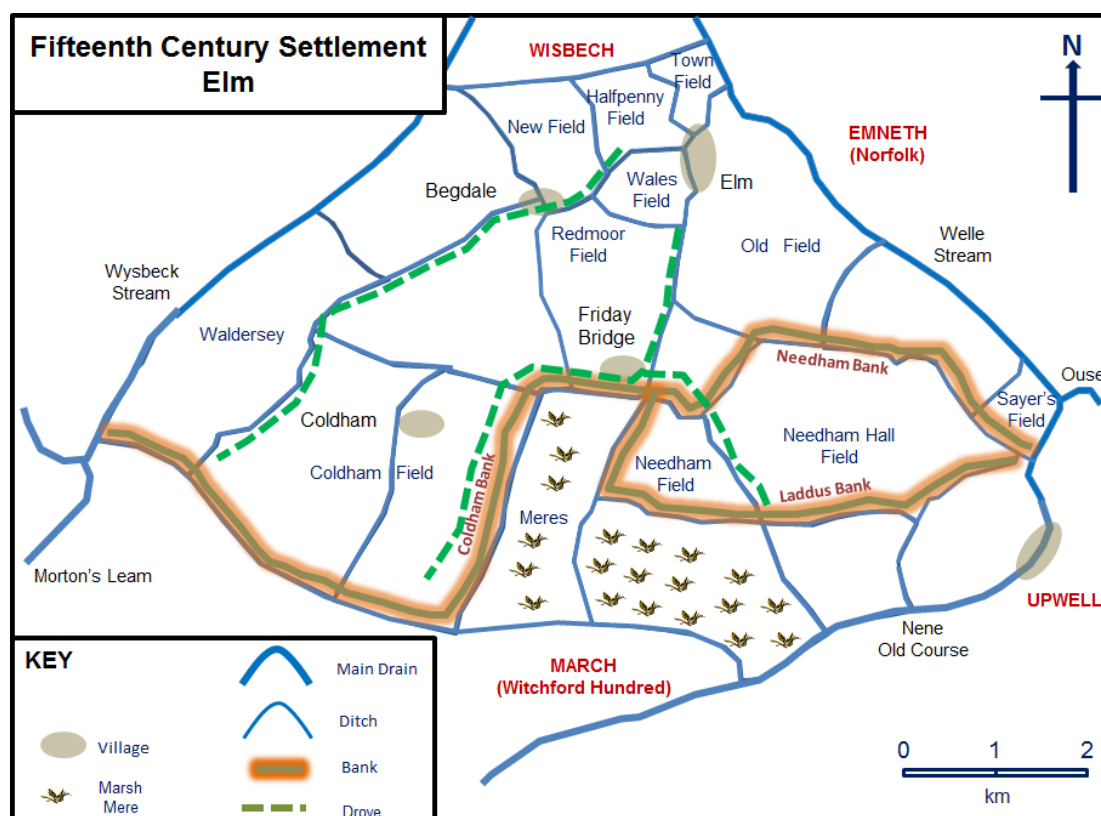 Fifteenth Century Settlement
Elm
WISBECH
Town
Field
N
Halfpenny
Field
New Field
EMNETH
(Norfolk)
Begdale
Wales
Field
Elm
Redmoor
Field
Old Field
Welle
Stream
Wysbeck
Stream
Waldersey
Friday
Bridge
Needham Bank
Ouse
Sayer's
Field
Coldham
Coldham Field
Coldham Bank
Needham
Field
Needham Hall
Field
Laddus Bank
Meres
Morton's Leam
UPWELL
Nene
Old Course
MARCH
(Witchford Hundred)
KEY
Main Drain
Ditch
Village
Bank
Marsh
Mere
Drove
0 1 2
km